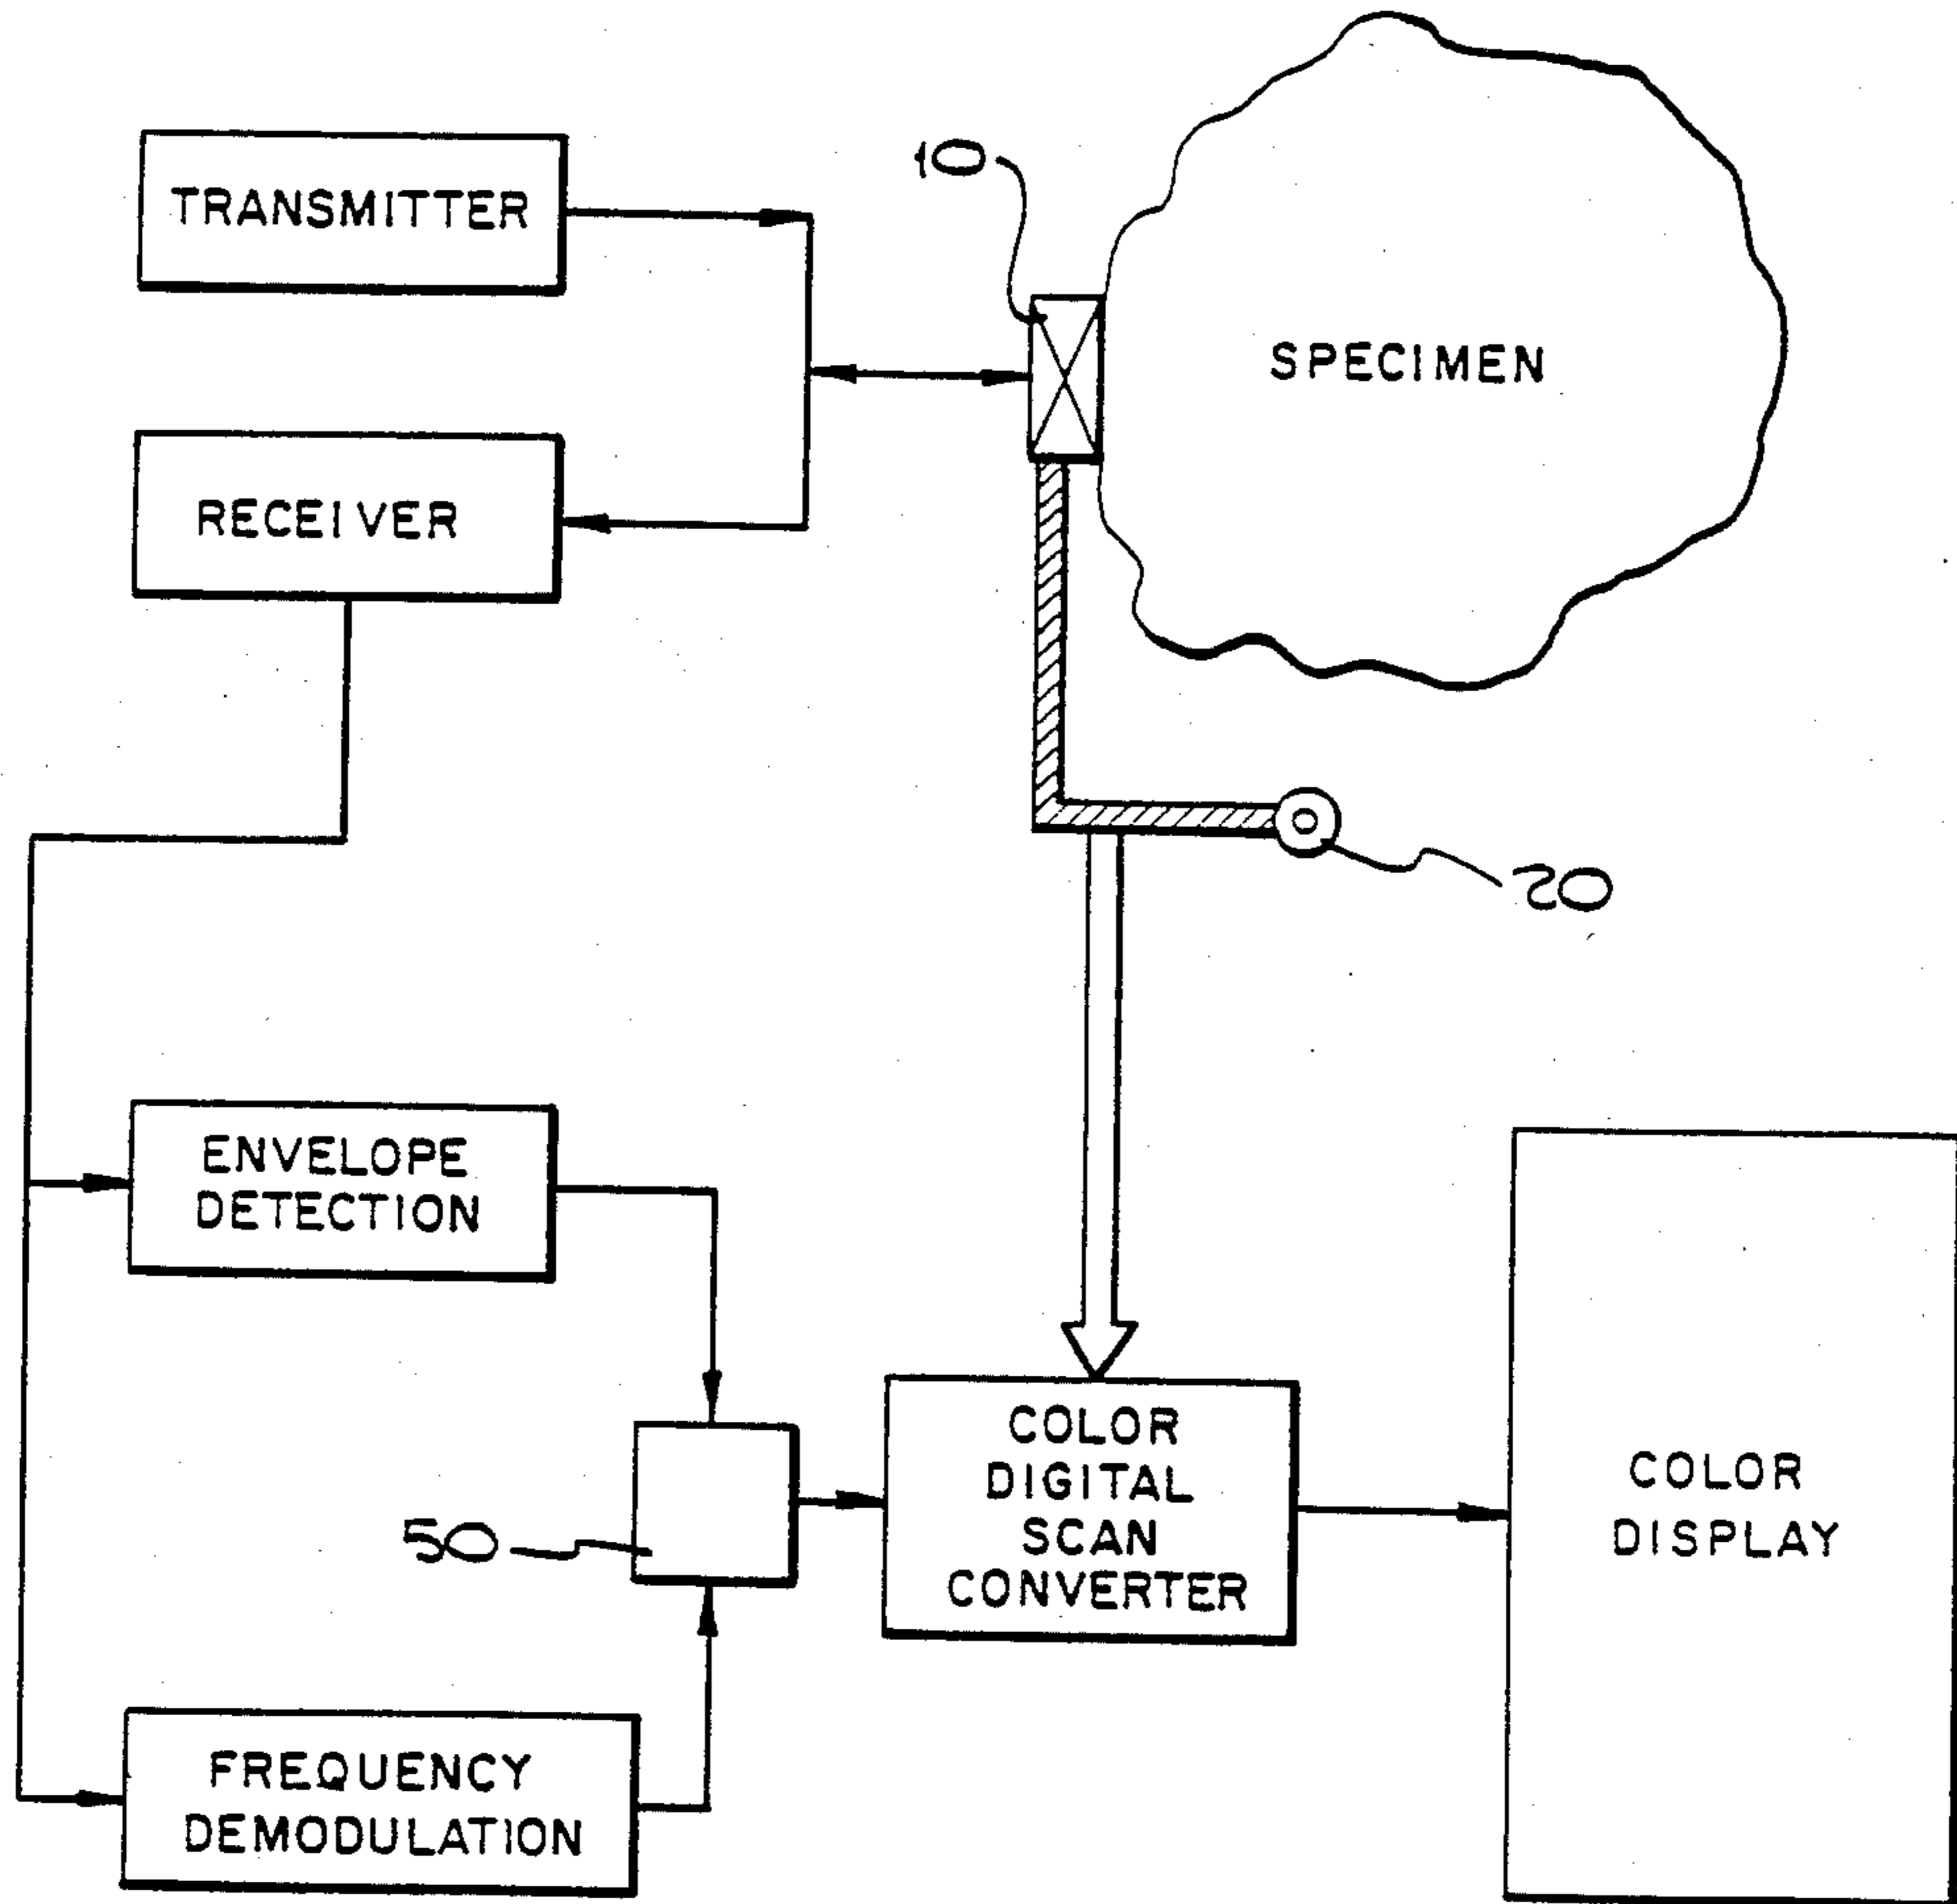 TRANSMITTER
10
SPECIMEN
RECEIVER
20
ENVELOPE
DETECTION
50
COLOR
DIGITAL
SCAN
CONVERTER
COLOR
DISPLAY
FREQUENCY
DEMODULATION